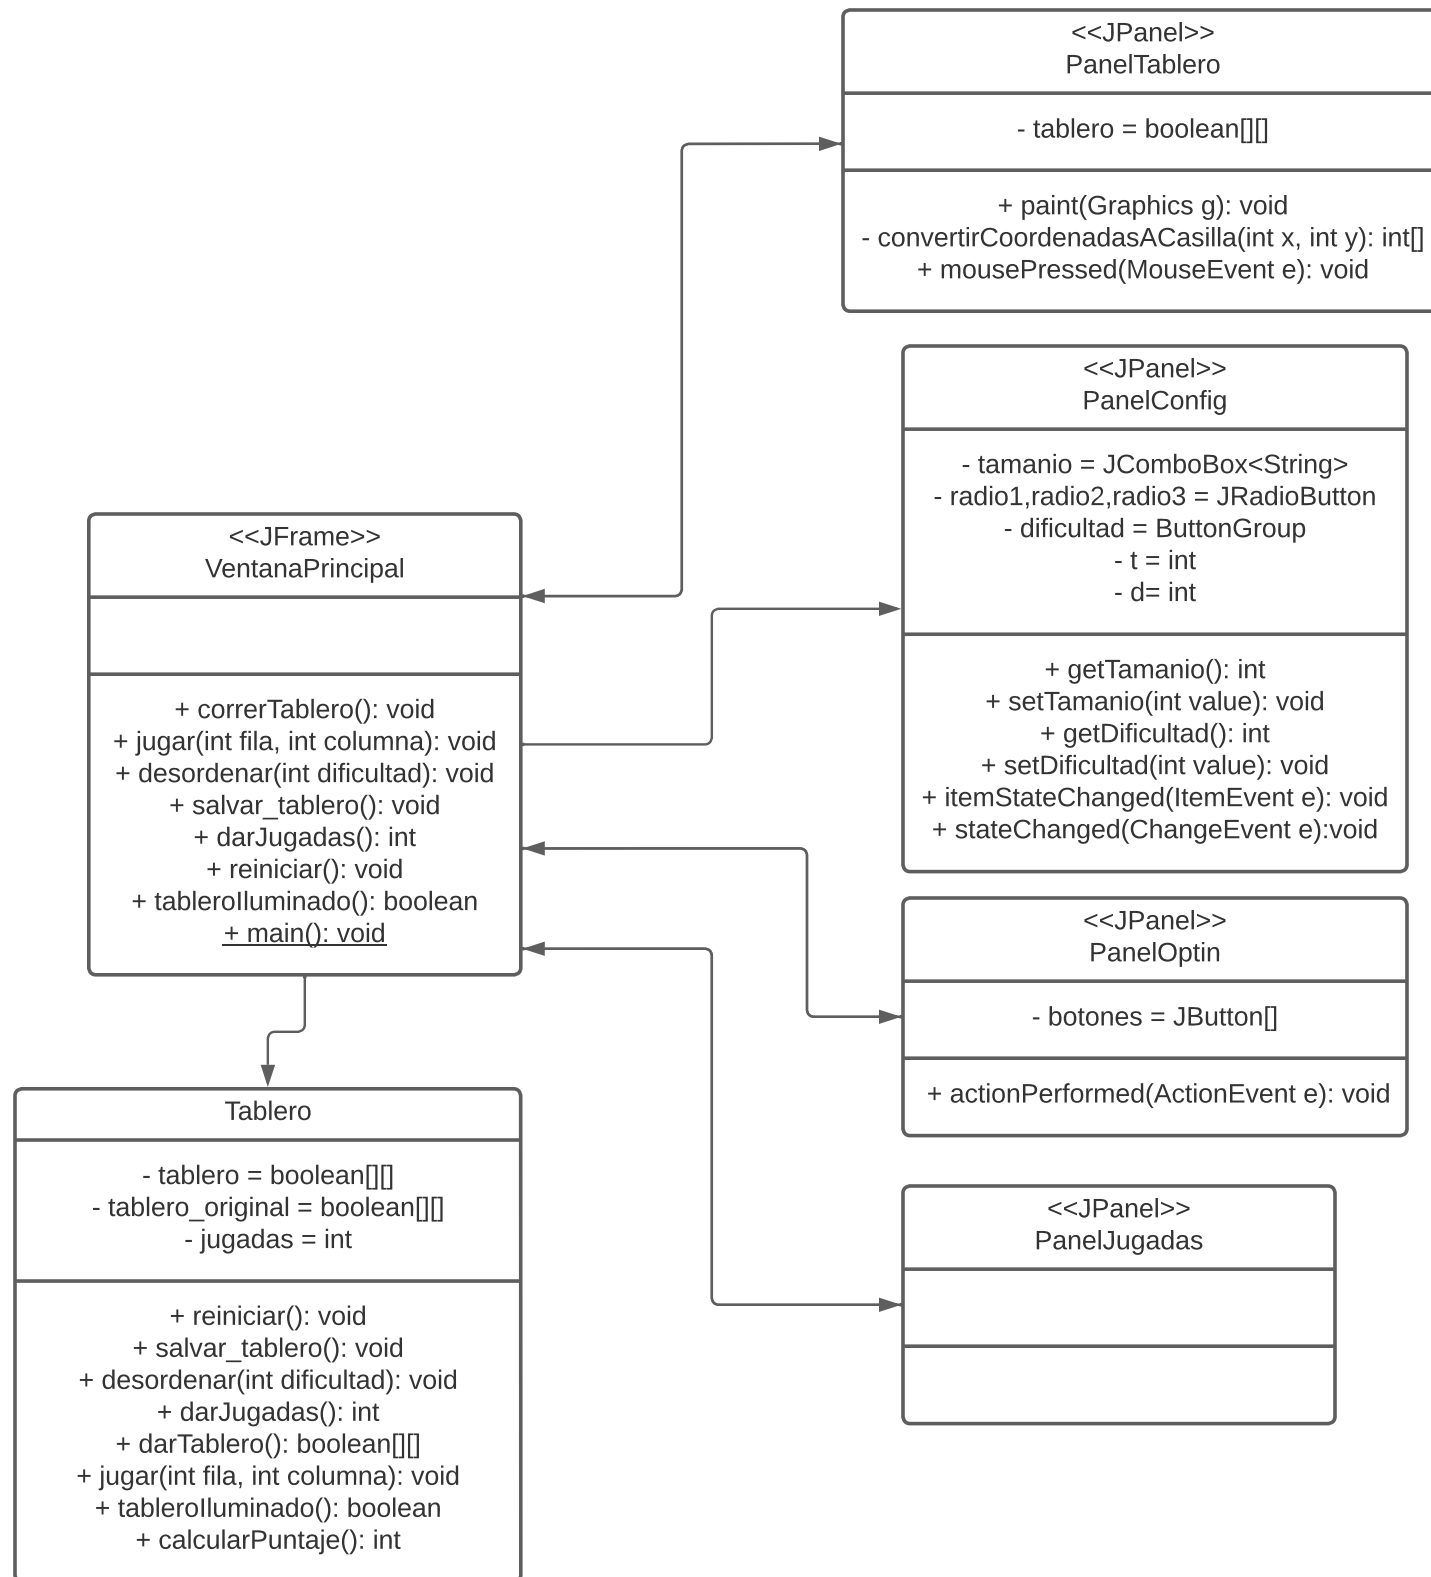 <<JPanel>>
PanelTablero
- tablero = boolean[][]
+ paint(Graphics g): void
- convertirCoordenadasACasilla(int x, int y): int[]
+ mousePressed(MouseEvent e): void
<<JPanel>>
PanelConfig
- tamanio = JComboBox<String>
- radio1,radio2,radio3 = JRadioButton
- dificultad = ButtonGroup
- t = int
- d= int
+ getTamanio(): int
+ setTamanio(int value): void
+ getDificultad(): int
+ setDificultad(int value): void
+ itemStateChanged(ItemEvent e): void
+ stateChanged(ChangeEvent e):void
<<JFrame>>
VentanaPrincipal
+ correrTablero(): void
+ jugar(int fila, int columna): void
+ desordenar(int dificultad): void
+ salvar_tablero(): void
+ darJugadas(): int
+ reiniciar(): void
+ tableroIluminado(): boolean
+ main(): void
<<JPanel>>
PanelOptin
- botones = JButton[]
+ actionPerformed(ActionEvent e): void
Tablero
- tablero = boolean[][]
- tablero_original = boolean[][]
- jugadas = int
+ reiniciar(): void
+ salvar_tablero(): void
+ desordenar(int dificultad): void
+ darJugadas(): int
+ darTablero(): boolean[][]
+ jugar(int fila, int columna): void
+ tableroIluminado(): boolean
+ calcularPuntaje(): int
<<JPanel>>
PanelJugadas